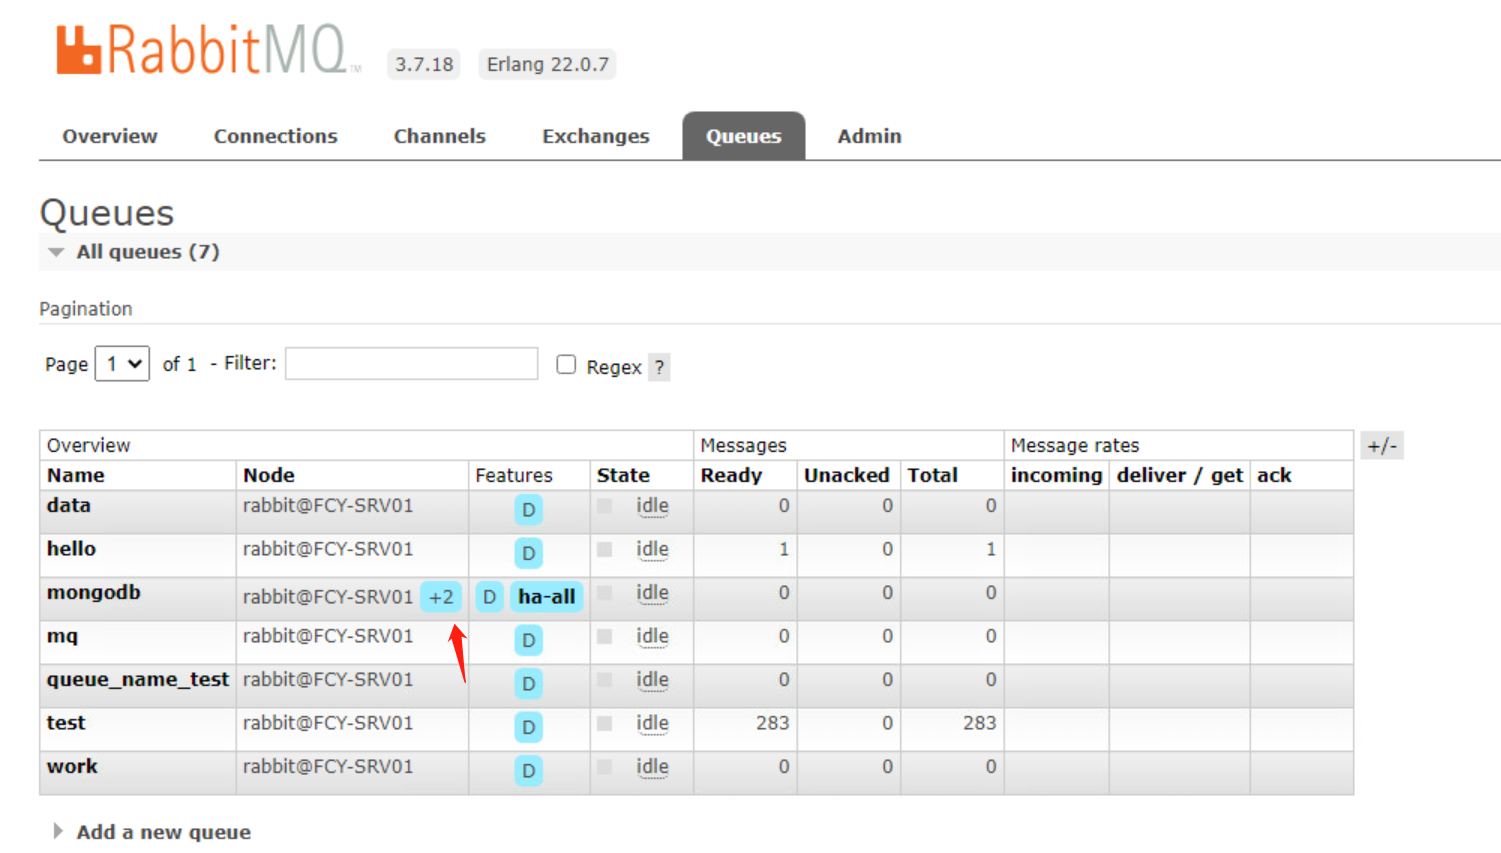 RabbitMQ TM 3.7.18 Erlang 22.0.7
Overview Connections Channels Exchanges Queues Admin
Queues
All queues (7)
Pagination
Page 1 of 1 - Filter: Regex ?
Overview Messages Message rates +/-
Name Node Features State Ready Unacked Total incoming deliver / get ack
data rabbit@FCY-SRV01 D idle 0 0 0
hello rabbit@FCY-SRV01 D idle 1 0 1
mongodb rabbit@FCY-SRV01 +2 D ha-all idle 0 0 0
mq rabbit@FCY-SRV01 D idle 0 0 0
queue_name_test rabbit@FCY-SRV01 D idle 0 0 0
test rabbit@FCY-SRV01 D idle 283 0 283
work rabbit@FCY-SRV01 D idle 0 0 0
Add a new queue